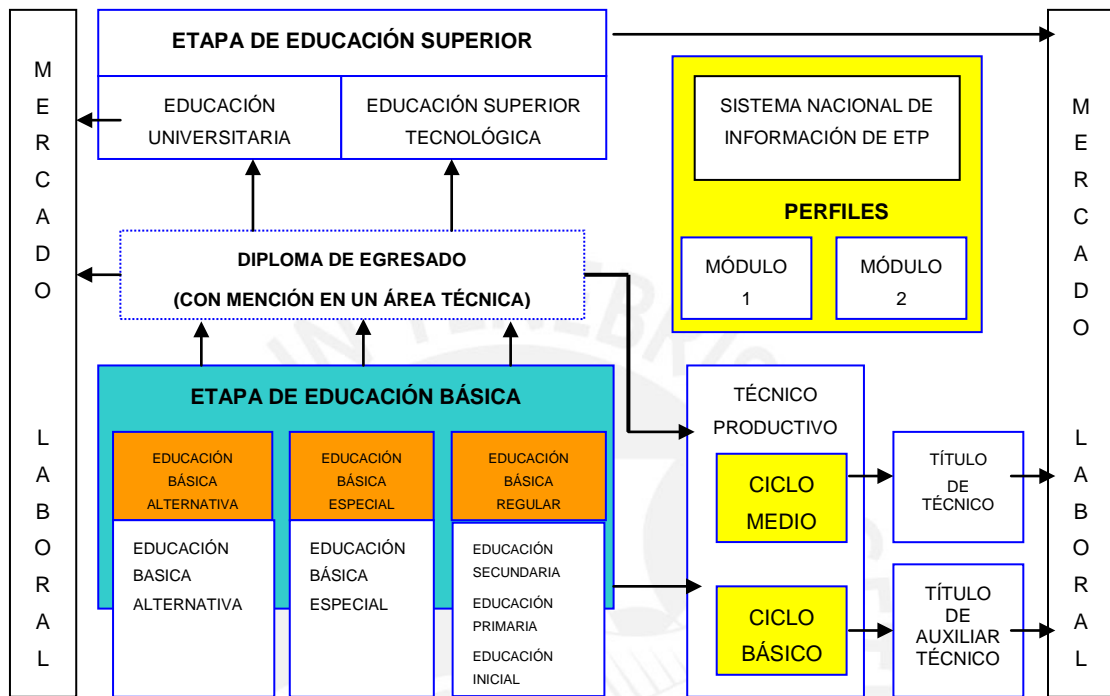 M
E
R
C
A
D
O
L
A
B
O
R
A
L
ETAPA DE EDUCACIÓN SUPERIOR
EDUCACIÓN
UNIVERSITARIA
EDUCACIÓN SUPERIOR
TECNOLÓGICA
DIPLOMA DE EGRESADO
(CON MENCIÓN EN UN ÁREA TÉCNICA)
ETAPA DE EDUCACIÓN BÁSICA
EDUCACIÓN
BÁSICA
ALTERNATIVA
EDUCACIÓN
BÁSICA
ESPECIAL
EDUCACIÓN
BÁSICA
REGULAR
EDUCACIÓN
BASICA
ALTERNATIVA
EDUCACIÓN
BÁSICA
ESPECIAL
EDUCACIÓN
SECUNDARIA
EDUCACIÓN
PRIMARIA
EDUCACIÓN
INICIAL
SISTEMA NACIONAL DE
INFORMACIÓN DE ETP
PERFILES
MÓDULO
1
MÓDULO
2
TÉCNICO
PRODUCTIVO
CICLO
MEDIO
CICLO
BÁSICO
TÍTULO
DE
TÉCNICO
TÍTULO
DE
AUXILIAR
TÉCNICO
M
E
R
C
A
D
O
L
A
B
O
R
A
L